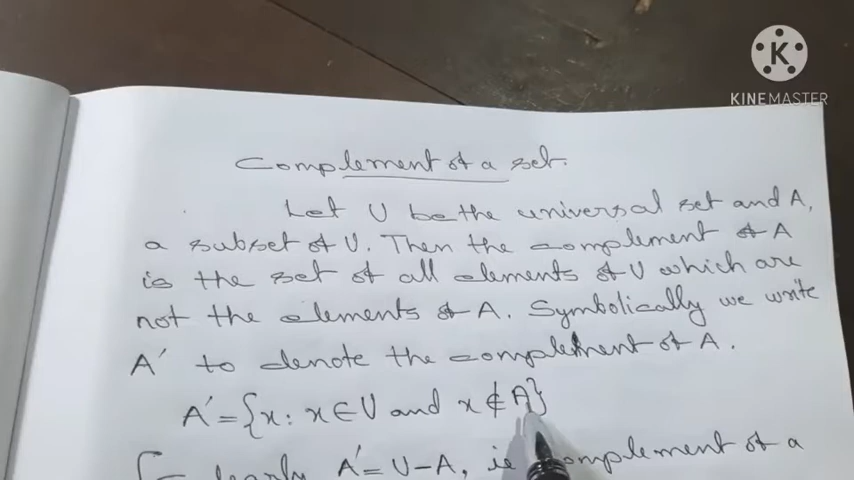 KINEMASTER
Complement of a set.
Let U be the universal set and A,
a subset of U. Then the complement of A
is the set of all elements of U which are
not the elements of A. Symbolically we write
A' to denote the complement of A.
A' = {x: x ∈ U and x ∉ A}
A' = U - A, ie complement of a